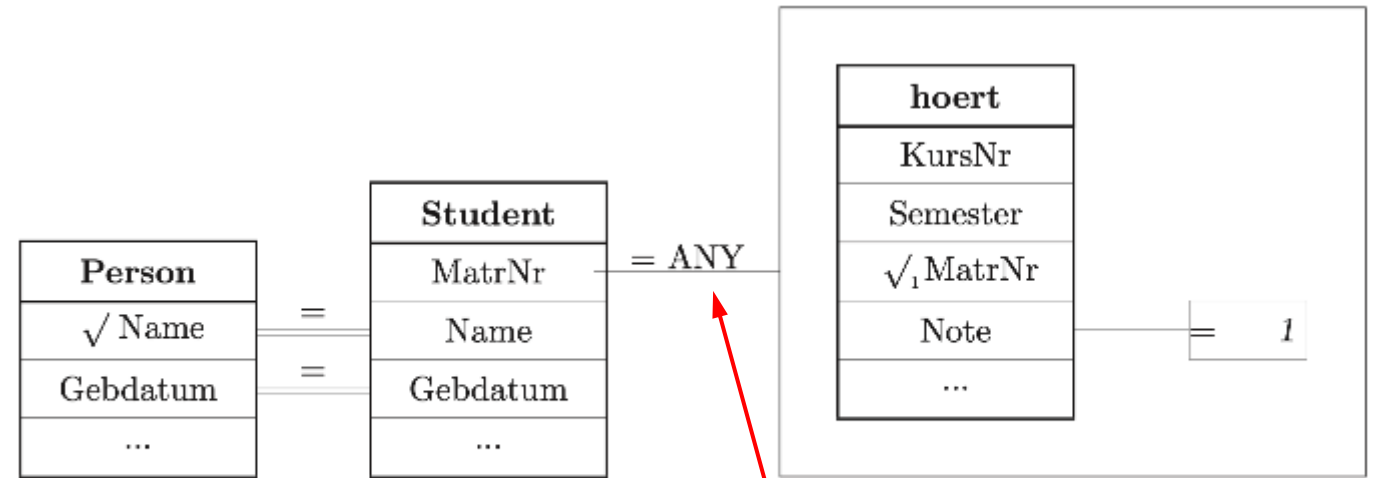 Person
√ Name
Gebdatum
...
=
=
Student
MatrNr
Name
Gebdatum
...
= ANY
hoert
KursNr
Semester
√₁ MatrNr
Note
...
= 1